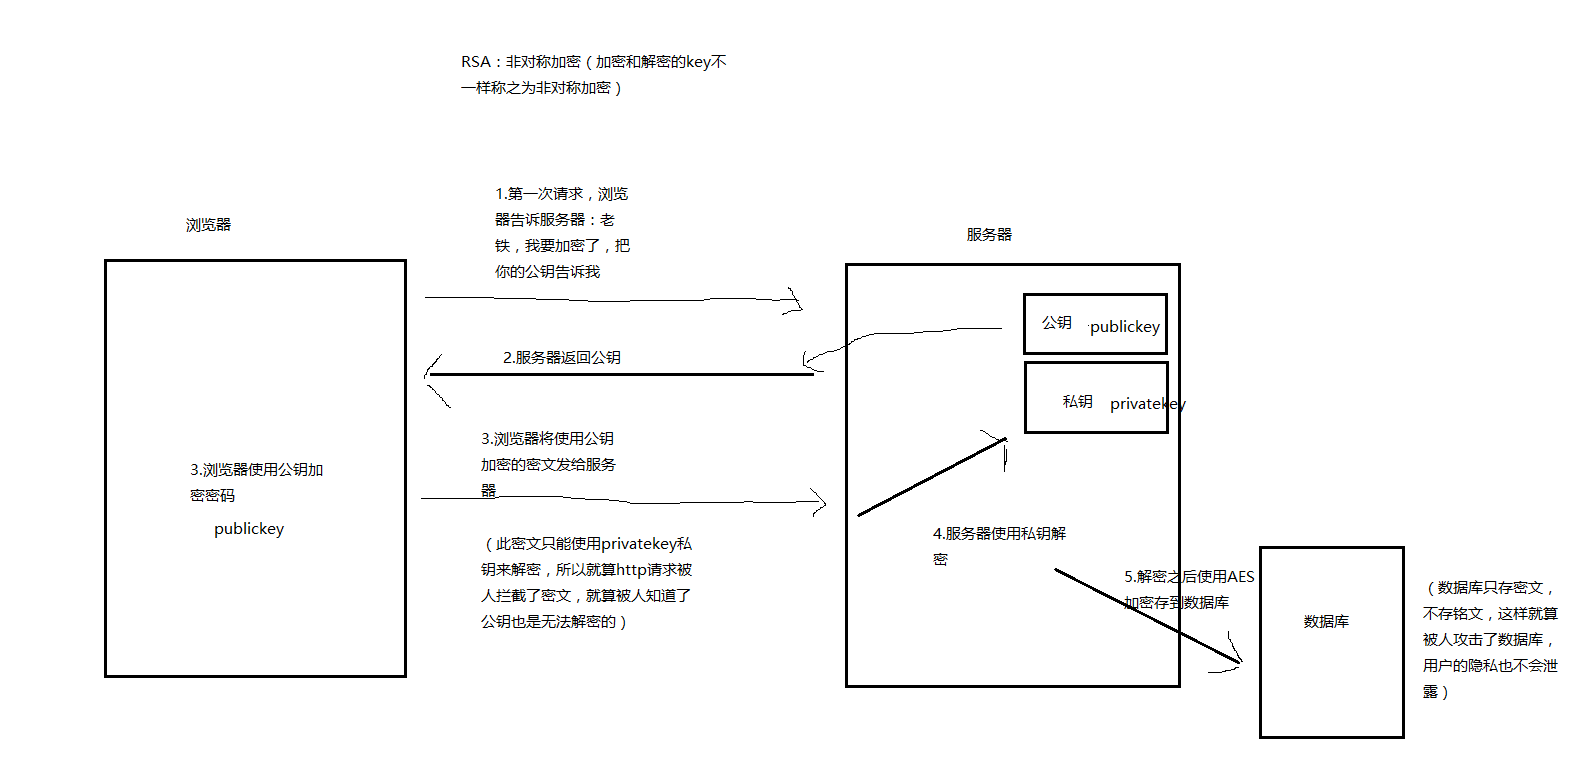 RSA：非对称加密（加密和解密的key不
一样称之为非对称加密）
1.第一次请求，浏览
器告诉服务器：老
铁，我要加密了，把
你的公钥告诉我
浏览器
服务器
公钥
publickey
2.服务器返回公钥
私钥
privatekey
3.浏览器将使用公钥
加密的密文发给服务
器
3.浏览器使用公钥加
密密码
publickey
（此密文只能使用privatekey私
钥来解密，所以就算http请求被
人拦截了密文，就算被人知道了
公钥也是无法解密的）
4.服务器使用私钥解
密
5.解密之后使用AES
加密存到数据库
数据库
（数据库只存密文，
不存铭文，这样就算
被人攻击了数据库，
用户的隐私也不会泄
露）